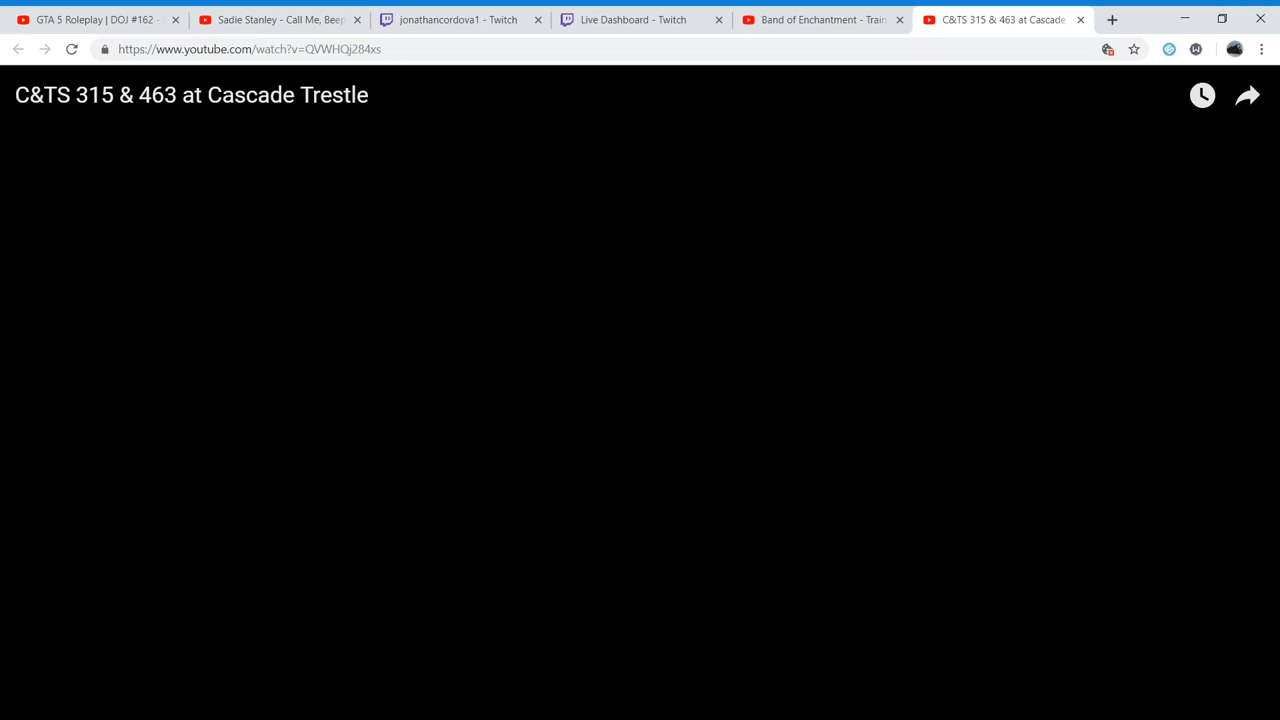 GTA 5 Roleplay | DOJ #162 -
Sadie Stanley - Call Me, Beep
jonathancordova1 - Twitch
Live Dashboard - Twitch
Band of Enchantment - Train
C&TS 315 & 463 at Cascade
https://www.youtube.com/watch?v=QVWHQj284xs
C&TS 315 & 463 at Cascade Trestle